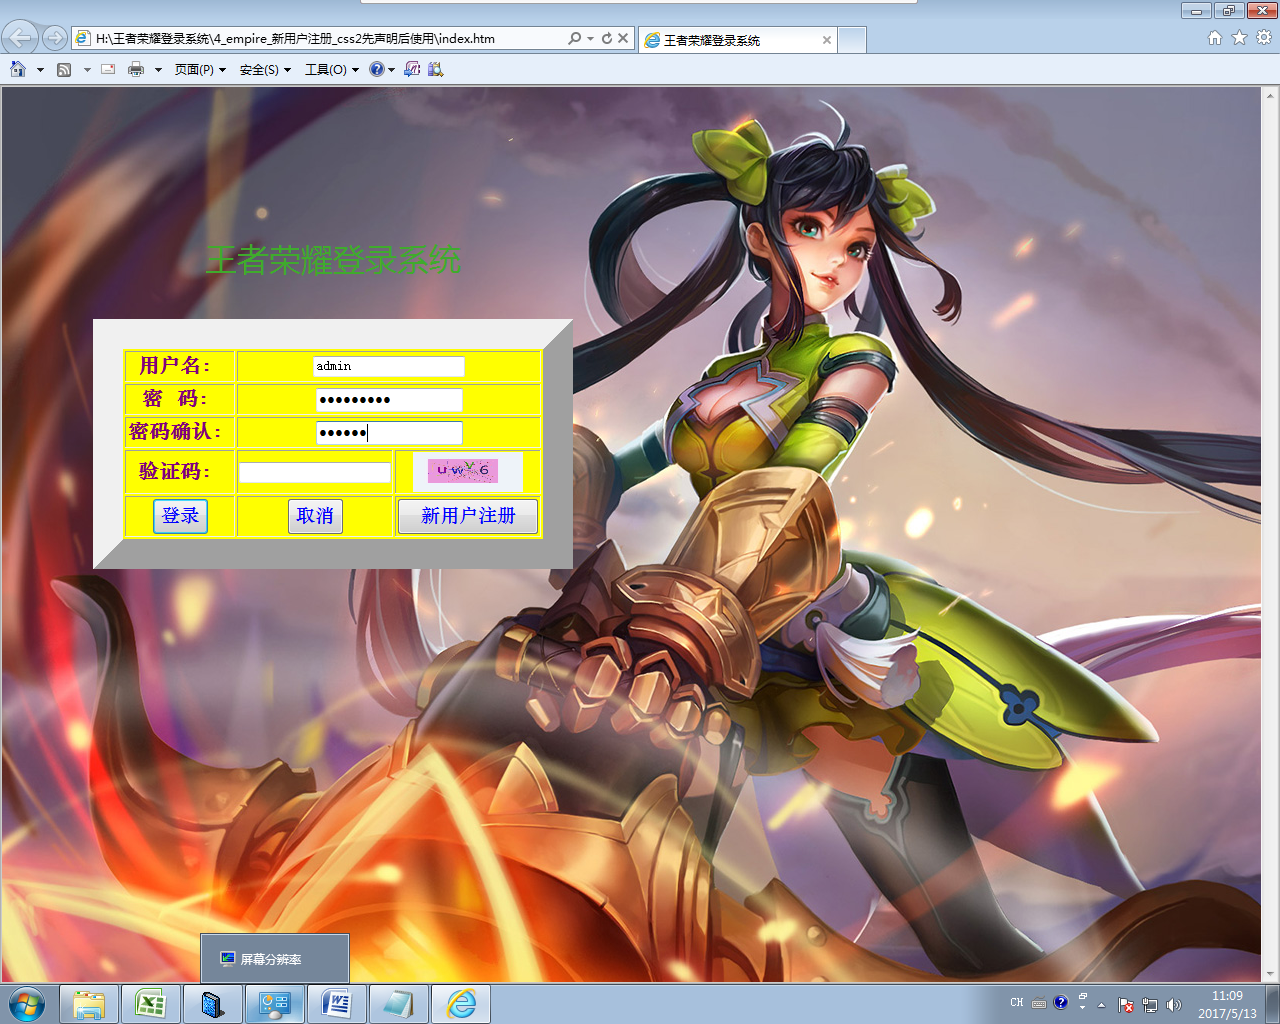 H:\王者荣耀登录系统\4_empire_新用户注册_css2先声明后使用\index.htm
王者荣耀登录系统
页面(P) 安全(S) 工具(O)
王者荣耀登录系统
用户名: admin
密 码: •••••••••
密码确认: ••••••
验证码: uwY6
登录 取消 新用户注册
屏幕分辨率
CH 11:09
2017/5/13